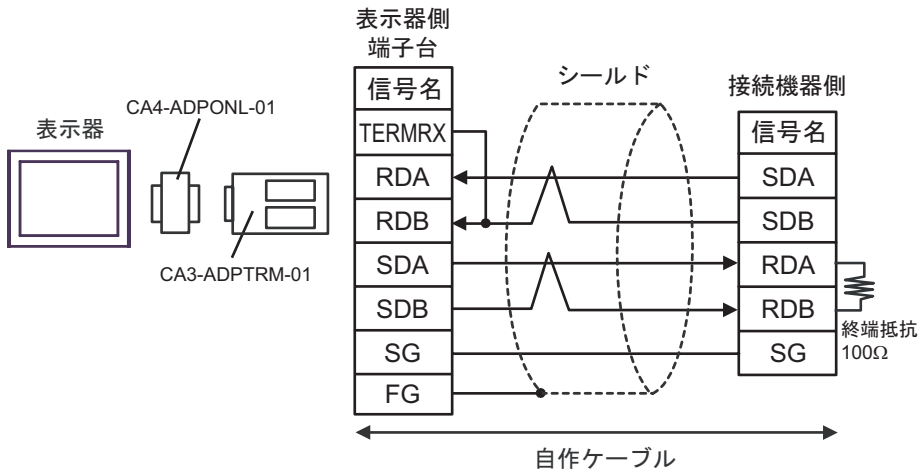 表示器側
端子台
信号名
TERMRX
RDA
RDB
SDA
SDB
SG
FG
シールド
接続機器側
信号名
SDA
SDB
RDA
RDB
SG
終端抵抗
100Ω
表示器
CA4-ADPONL-01
CA3-ADPTRM-01
自作ケーブル